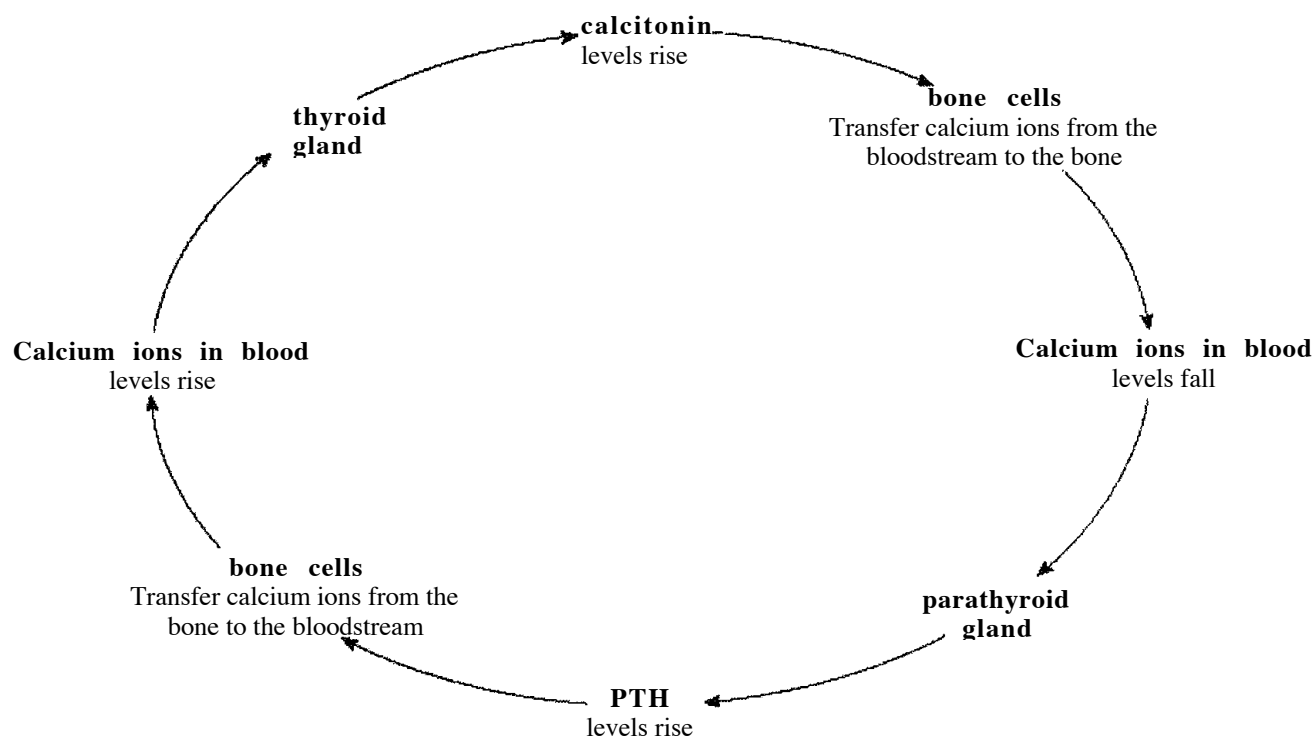 calcitonin
levels rise
bone cells
Transfer calcium ions from the
bloodstream to the bone
Calcium ions in blood
levels fall
parathyroid
gland
PTH
levels rise
bone cells
Transfer calcium ions from the
bone to the bloodstream
Calcium ions in blood
levels rise
thyroid
gland